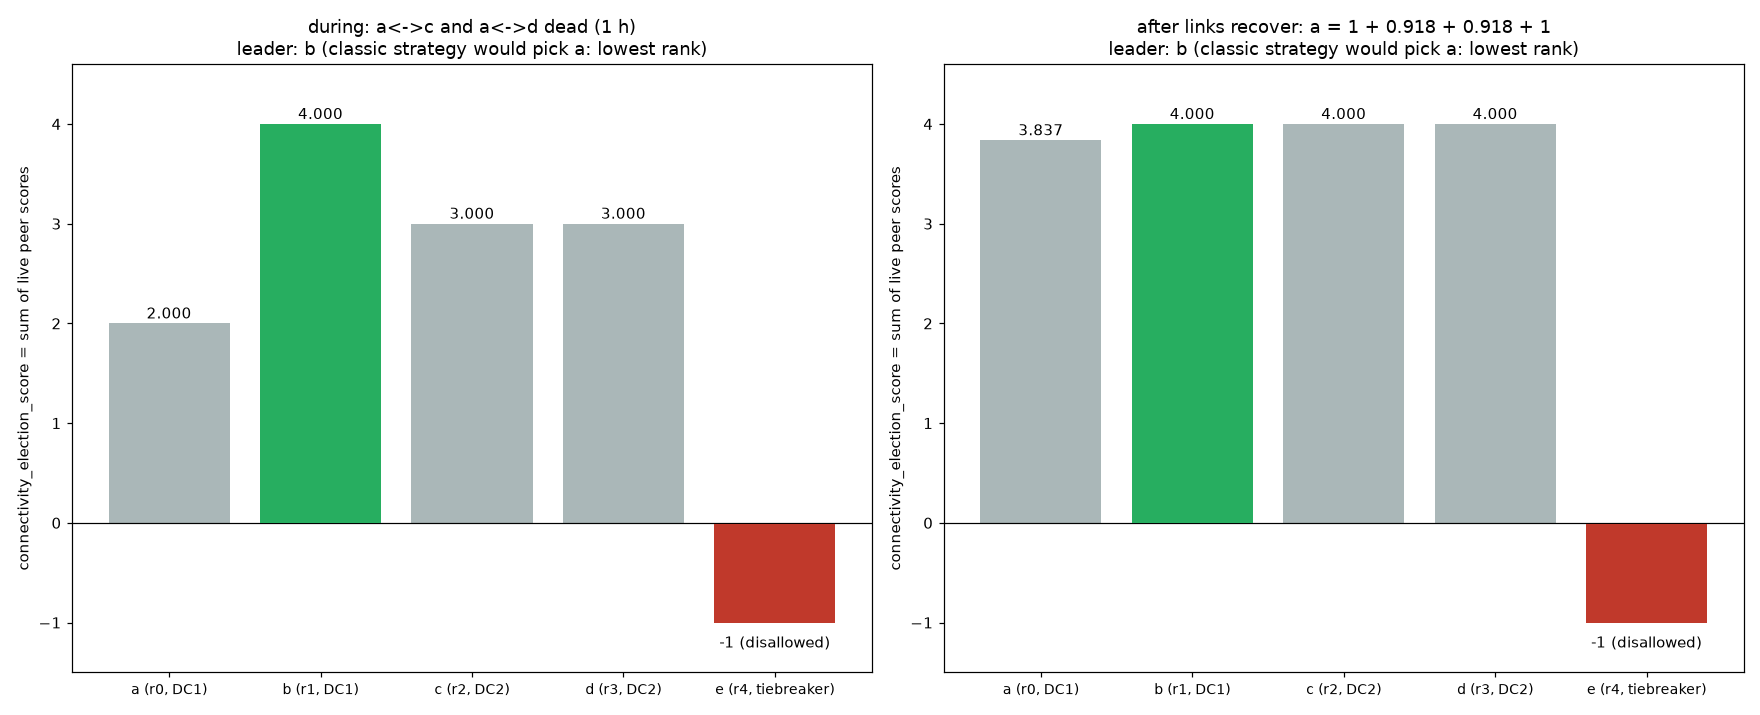 during: a<->c and a<->d dead (1 h)
leader: b (classic strategy would pick a: lowest rank)
connectivity_election_score = sum of live peer scores
4
3
2
1
0
−1
2.000
4.000
3.000
3.000
-1 (disallowed)
a (r0, DC1)
b (r1, DC1)
c (r2, DC2)
d (r3, DC2)
e (r4, tiebreaker)
after links recover: a = 1 + 0.918 + 0.918 + 1
leader: b (classic strategy would pick a: lowest rank)
connectivity_election_score = sum of live peer scores
4
3
2
1
0
−1
3.837
4.000
4.000
4.000
-1 (disallowed)
a (r0, DC1)
b (r1, DC1)
c (r2, DC2)
d (r3, DC2)
e (r4, tiebreaker)